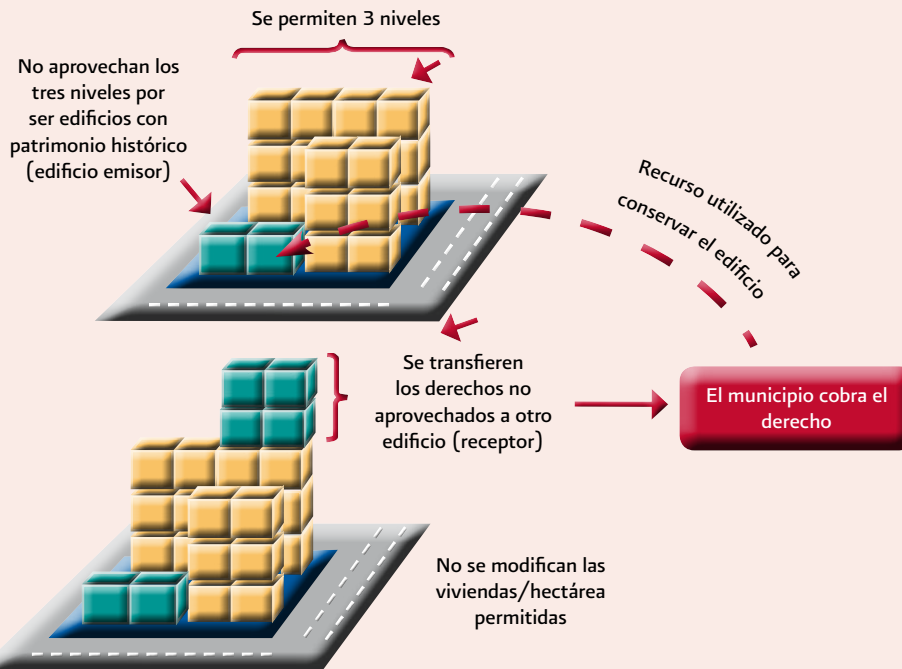 Se permiten 3 niveles
No aprovechan los
tres niveles por
ser edificios con
patrimonio histórico
(edificio emisor)
Recurso utilizado para
conservar el edificio
Se transfieren
los derechos no
aprovechados a otro
edificio (receptor)
El municipio cobra el
derecho
No se modifican las
viviendas/hectárea
permitidas